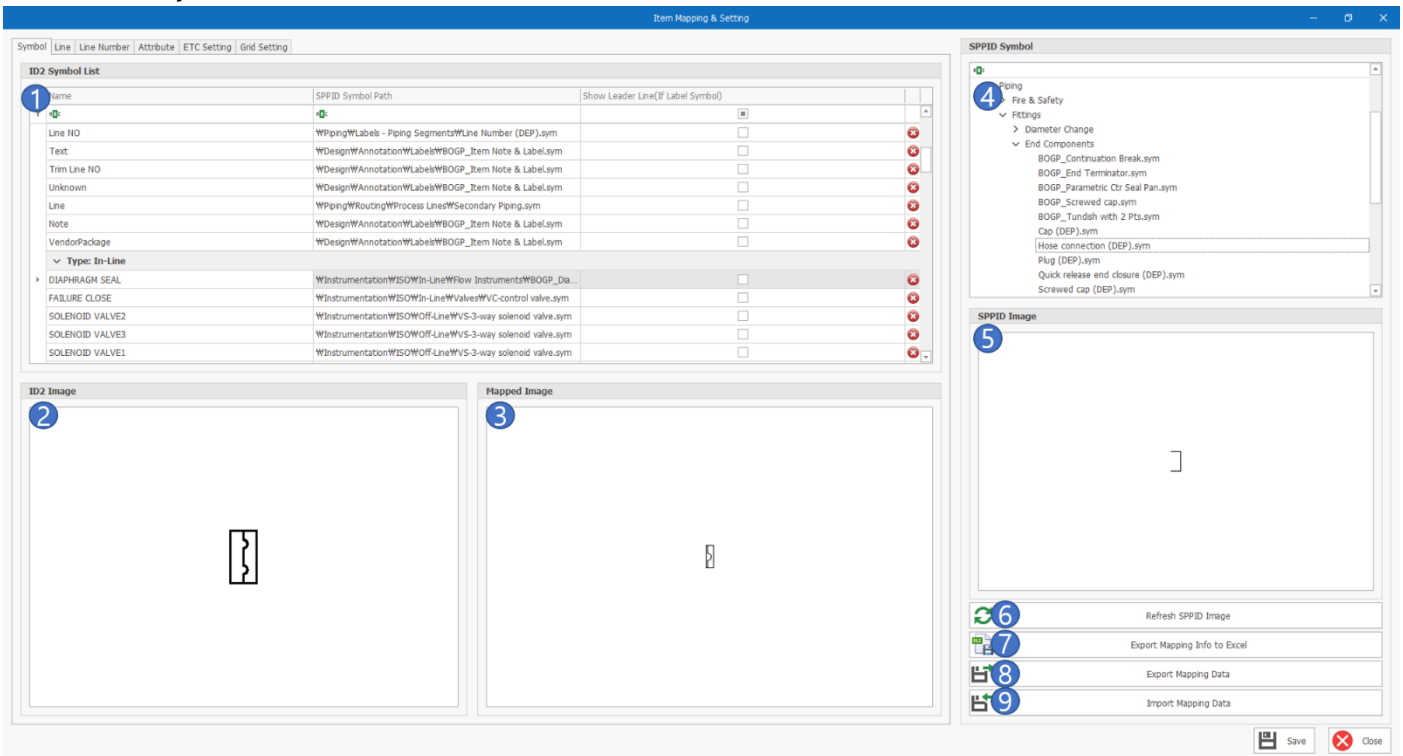 Item Mapping & Setting
Symbol Line Line Number Attribute ETC Setting Grid Setting
ID2 Symbol List
1 Name SPPID Symbol Path Show Leader Line(If Label Symbol)
Line NO ₩Piping₩Labels - Piping Segments₩Line Number (DEP).sym
Text ₩Design₩Annotation₩Labels₩BOGP_Item Note & Label.sym
Trim Line NO ₩Design₩Annotation₩Labels₩BOGP_Item Note & Label.sym
Unknown ₩Design₩Annotation₩Labels₩BOGP_Item Note & Label.sym
Line ₩Piping₩Routing₩Process Lines₩Secondary Piping.sym
Note ₩Design₩Annotation₩Labels₩BOGP_Item Note & Label.sym
VendorPackage ₩Design₩Annotation₩Labels₩BOGP_Item Note & Label.sym
Type: In-Line
DIAPHRAGM SEAL ₩Instrumentation₩ISO₩In-Line₩Flow Instruments₩BOGP_Dia...
FAILURE CLOSE ₩Instrumentation₩ISO₩In-Line₩Valves₩VC-control valve.sym
SOLENOID VALVE2 ₩Instrumentation₩ISO₩Off-Line₩VS-3-way solenoid valve.sym
SOLENOID VALVE3 ₩Instrumentation₩ISO₩Off-Line₩VS-3-way solenoid valve.sym
SOLENOID VALVE1 ₩Instrumentation₩ISO₩Off-Line₩VS-3-way solenoid valve.sym
ID2 Image
2
Mapped Image
3
SPPID Symbol
4
Piping
Fire & Safety
Fittings
Diameter Change
End Components
BOGP_Continuation Break.sym
BOGP_End Terminator.sym
BOGP_Parametric Ctr Seal Pan.sym
BOGP_Screwed cap.sym
BOGP_Tundish with 2 Pts.sym
Cap (DEP).sym
Hose connection (DEP).sym
Plug (DEP).sym
Quick release end closure (DEP).sym
Screwed cap (DEP).sym
SPPID Image
5
6 Refresh SPPID Image
7 Export Mapping Info to Excel
8 Export Mapping Data
9 Import Mapping Data
Save Close